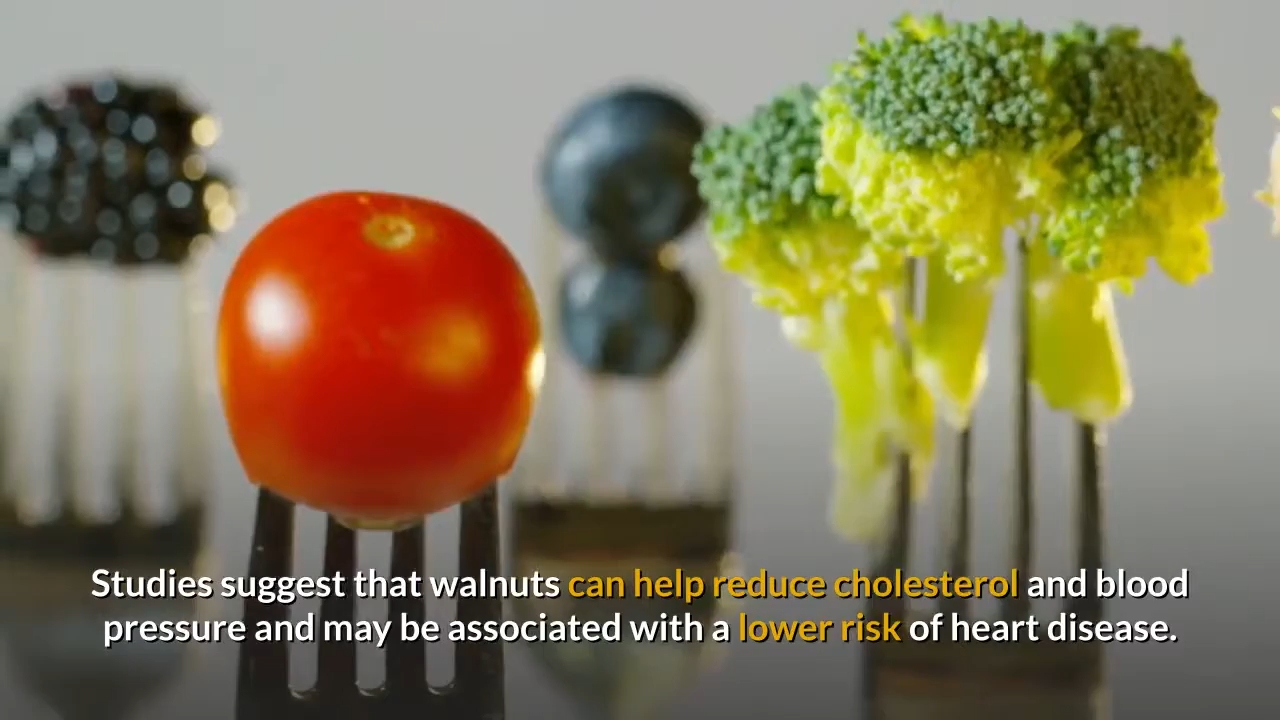 Studies suggest that walnuts can help reduce cholesterol and blood
pressure and may be associated with a lower risk of heart disease.